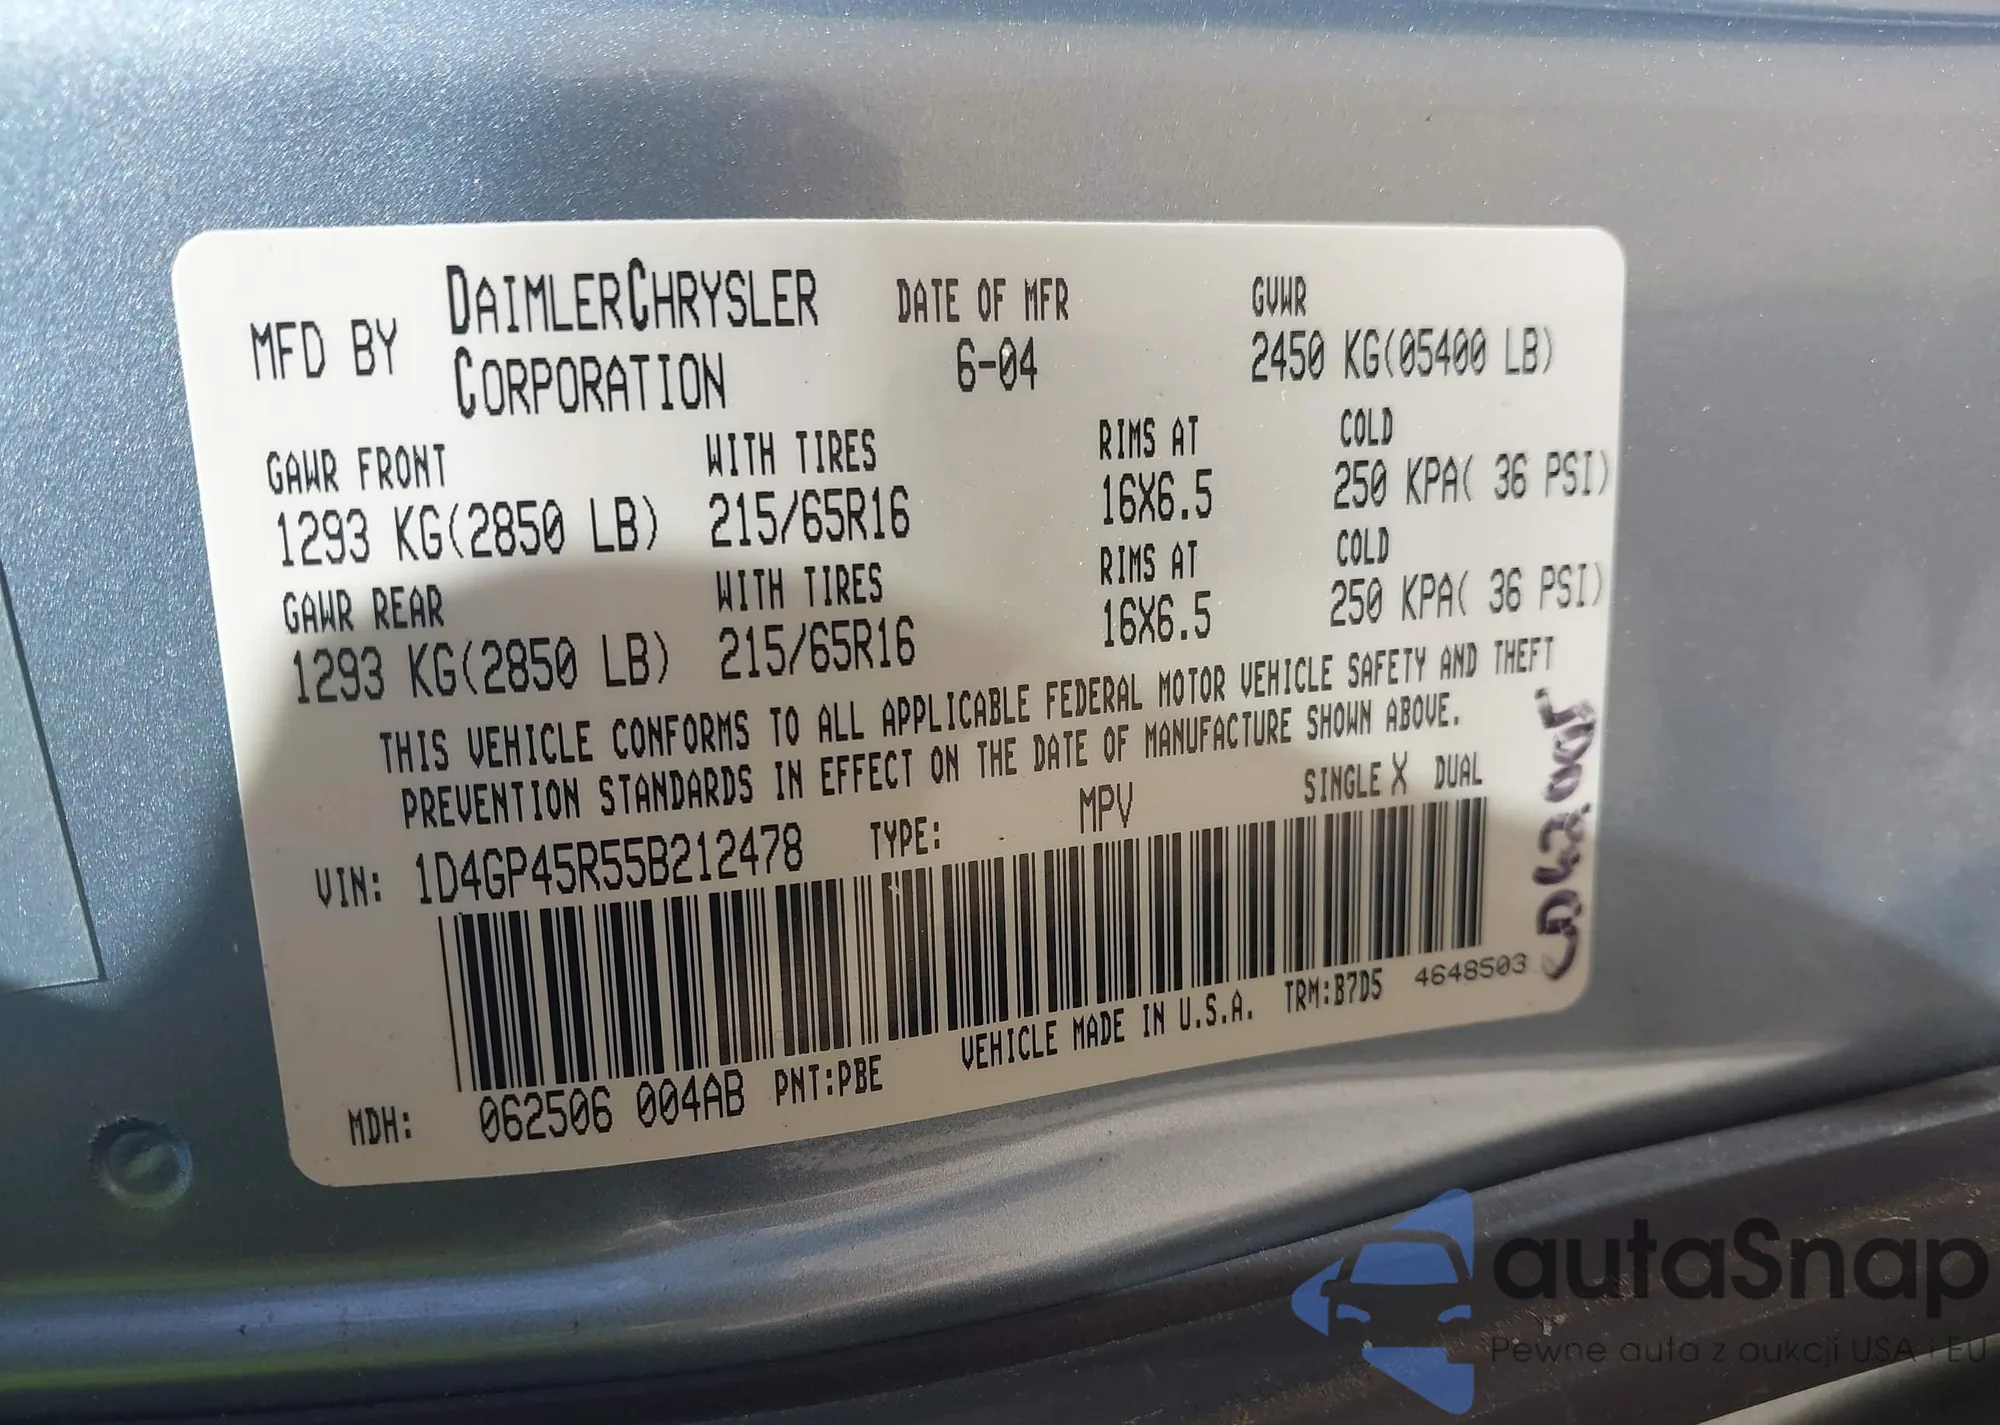 MFD BY DAIMLERCHRYSLER CORPORATION
DATE OF MFR
6-04
GVWR
2450 KG(05400 LB)
GAWR FRONT WITH TIRES RIMS AT COLD
1293 KG(2850 LB) 215/65R16 16X6.5 250 KPA( 36 PSI)
GAWR REAR WITH TIRES RIMS AT COLD
1293 KG(2850 LB) 215/65R16 16X6.5 250 KPA( 36 PSI)
THIS VEHICLE CONFORMS TO ALL APPLICABLE FEDERAL MOTOR VEHICLE SAFETY AND THEFT
PREVENTION STANDARDS IN EFFECT ON THE DATE OF MANUFACTURE SHOWN ABOVE.
VIN: 1D4GP45R55B212478 TYPE: MPV SINGLE X DUAL
MDH: 062506 004AB PNT:PBE VEHICLE MADE IN U.S.A. TRM:B7D5 4648503
autaSnap
Pewne auta z aukcji USA i EU